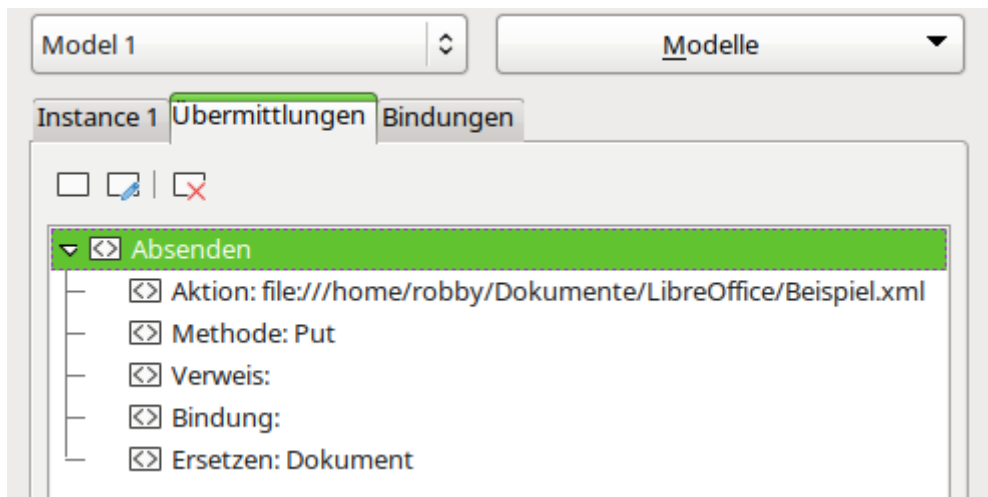 Model 1 Modelle
Instance 1 Übermittlungen Bindungen
Absenden
Aktion: file:///home/robby/Dokumente/LibreOffice/Beispiel.xml
Methode: Put
Verweis:
Bindung:
Ersetzen: Dokument